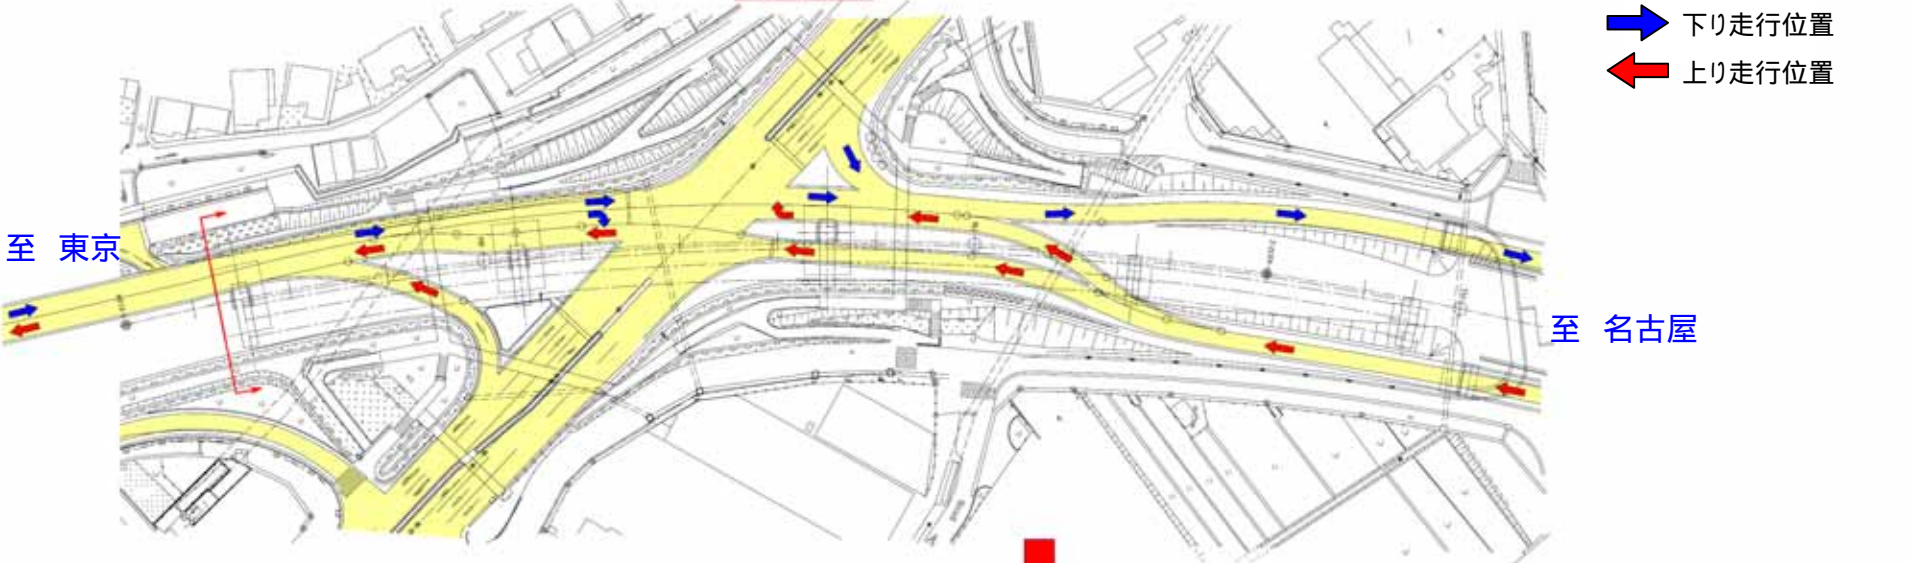 下り走行位置
上り走行位置
至 東京
至 名古屋